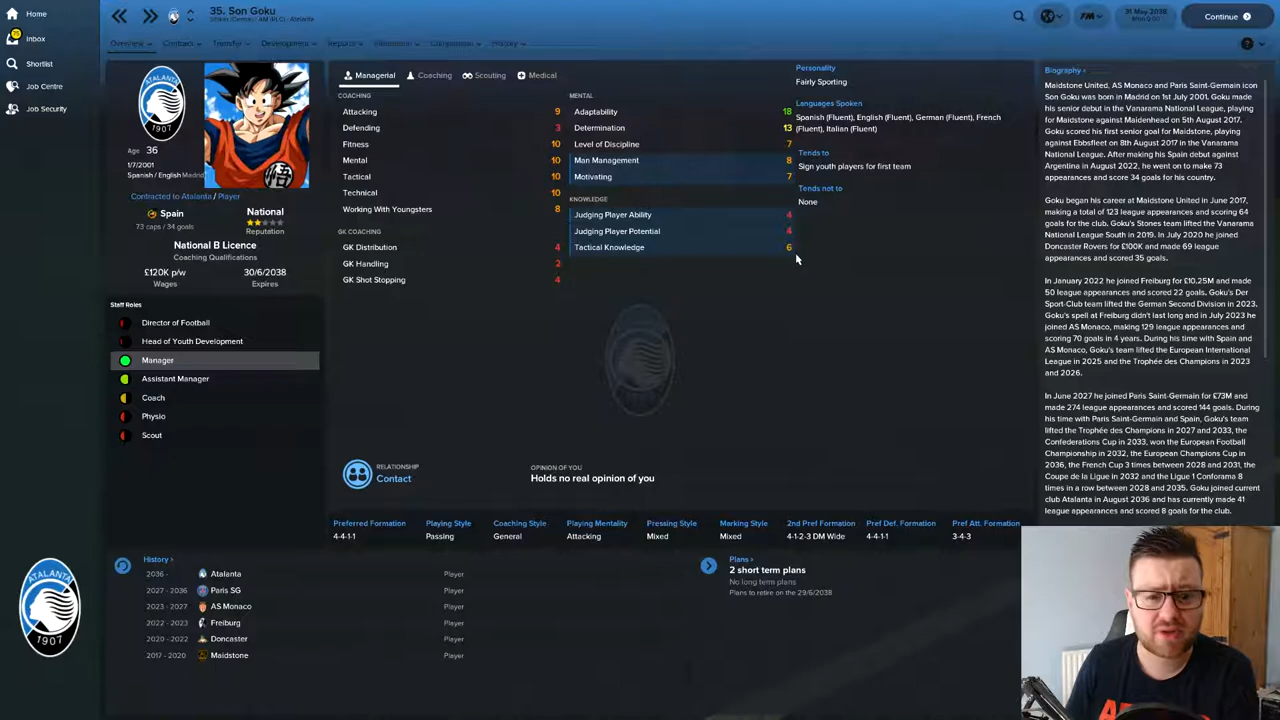 Home
Inbox
Shortlist
Job Centre
Job Security
35. Son Goku
31 May 2038
FM
Continue
Managerial
Coaching
Scouting
Medical
ATALANTA
1907
Age 36
1/7/2001
Spanish / English Madrid
Contracted to Atalanta / Player
Spain
73 caps / 34 goals
National
Reputation
National B Licence
Coaching Qualifications
£120K p/w
Wages
30/6/2038
Expires
Staff Roles
Director of Football
Head of Youth Development
Manager
Assistant Manager
Coach
Physio
Scout
COACHING
Attacking 9
Defending 3
Fitness 10
Mental 10
Tactical 10
Technical 10
Working With Youngsters 8
GK COACHING
GK Distribution 4
GK Handling 2
GK Shot Stopping 4
MENTAL
Adaptability 18
Determination 13
Level of Discipline 7
Man Management 8
Motivating 7
KNOWLEDGE
Judging Player Ability 4
Judging Player Potential 4
Tactical Knowledge 6
Personality
Fairly Sporting
Languages Spoken
Spanish (Fluent), English (Fluent), German (Fluent), French
(Fluent), Italian (Fluent)
Tends to
Sign youth players for first team
Tends not to
None
RELATIONSHIP
Contact
OPINION OF YOU
Holds no real opinion of you
Preferred Formation
4-4-1-1
Playing Style
Passing
Coaching Style
General
Playing Mentality
Attacking
Pressing Style
Mixed
Marking Style
Mixed
2nd Pref Formation
4-1-2-3 DM Wide
Pref Def. Formation
4-4-1-1
Pref Att. Formation
3-4-3
History >
2036 - Atalanta Player
2027 - 2036 Paris SG Player
2023 - 2027 AS Monaco Player
2022 - 2023 Freiburg Player
2020 - 2022 Doncaster Player
2017 - 2020 Maidstone Player
Plans >
2 short term plans
No long term plans
Plans to retire on the 29/6/2038
Biography >
Maidstone United, AS Monaco and Paris Saint-Germain icon
Son Goku was born in Madrid on 1st July 2001. Goku made
his senior debut in the Vanarama National League, playing
for Maidstone against Maidenhead on 5th August 2017.
Goku scored his first senior goal for Maidstone, playing
against Ebbsfleet on 8th August 2017 in the Vanarama
National League. After making his Spain debut against
Argentina in August 2022, he went on to make 73
appearances and score 34 goals for his country.
Goku began his career at Maidstone United in June 2017,
making a total of 123 league appearances and scoring 64
goals for the club. Goku's Stones team lifted the Vanarama
National League South in 2019. In July 2020 he joined
Doncaster Rovers for £100K and made 69 league
appearances and scored 35 goals.
In January 2022 he joined Freiburg for £10.25M and made
50 league appearances and scored 22 goals. Goku's Der
Sport-Club team lifted the German Second Division in 2023.
Goku's spell at Freiburg didn't last long and in July 2023 he
joined AS Monaco, making 129 league appearances and
scoring 70 goals in 4 years. During his time with Spain and
AS Monaco, Goku's team lifted the European International
League in 2025 and the Trophée des Champions in 2023
and 2026.
In June 2027 he joined Paris Saint-Germain for £73M and
made 274 league appearances and scored 144 goals. During
his time with Paris Saint-Germain and Spain, Goku's team
lifted the Trophée des Champions in 2027 and 2033, the
Confederations Cup in 2033, won the European Football
Championship in 2032, the European Champions Cup in
2036, the French Cup 3 times between 2028 and 2031, the
Coupe de la Ligue in 2032 and the Ligue 1 Conforama 8
times in a row between 2028 and 2035. Goku joined current
club Atalanta in August 2036 and has currently made 41
league appearances and scored 8 goals for the club.
ATALANTA
1907